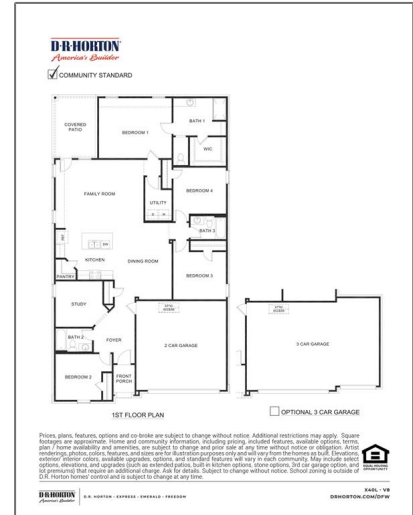 D·R·HORTON
America's Builder
COMMUNITY STANDARD
COVERED
PATIO
BEDROOM 1
BATH 1
WIC
FAMILY ROOM
UTILITY
BEDROOM 4
BATH 3
KITCHEN
DINING ROOM
PANTRY
BEDROOM 3
STUDY
BATH 2
FOYER
2 CAR GARAGE
3 CAR GARAGE
BEDROOM 2
FRONT
PORCH
1ST FLOOR PLAN
OPTIONAL 3 CAR GARAGE
Prices, plans, features, options and co-broke are subject to change without notice. Additional restrictions may apply. Square
footages are approximate. Home and community information, including pricing, included features, available options, terms,
plan / home availability and amenities, are subject to change and prior sale at any time without notice or obligation. Artist
renderings, photos, colors, features, and sizes are for illustration purposes only and will vary from the homes as built. Elevations,
exterior/ interior colors, available upgrades, options, and standard features will vary in each community. May include select
options, elevations, and upgrades (such as extended patios, built-in kitchen options, stone options, 3rd car garage option, and
lot premiums) that require an additional charge. Ask for details. Subject to change without notice. School zoning is outside of
D.R. Horton homes' control and is subject to change at any time.
EQUAL HOUSING
OPPORTUNITY
D·R·HORTON
America's Builder
D.R. HORTON - EXPRESS - EMERALD - FREEDOM
X40L - V8
DRHORTON.COM/DFW